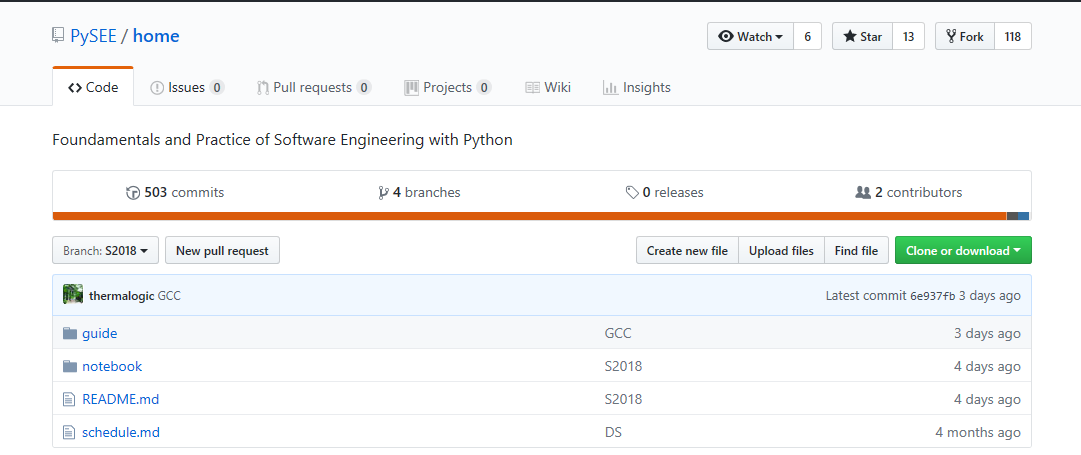 PySEE / home
Watch 6 Star 13 Fork 118
Code Issues 0 Pull requests 0 Projects 0 Wiki Insights
Foundamentals and Practice of Software Engineering with Python
503 commits 4 branches 0 releases 2 contributors
Branch: S2018 New pull request Create new file Upload files Find file Clone or download
thermalogic GCC Latest commit 6e937fb 3 days ago
guide GCC 3 days ago
notebook S2018 4 days ago
README.md S2018 4 days ago
schedule.md DS 4 months ago